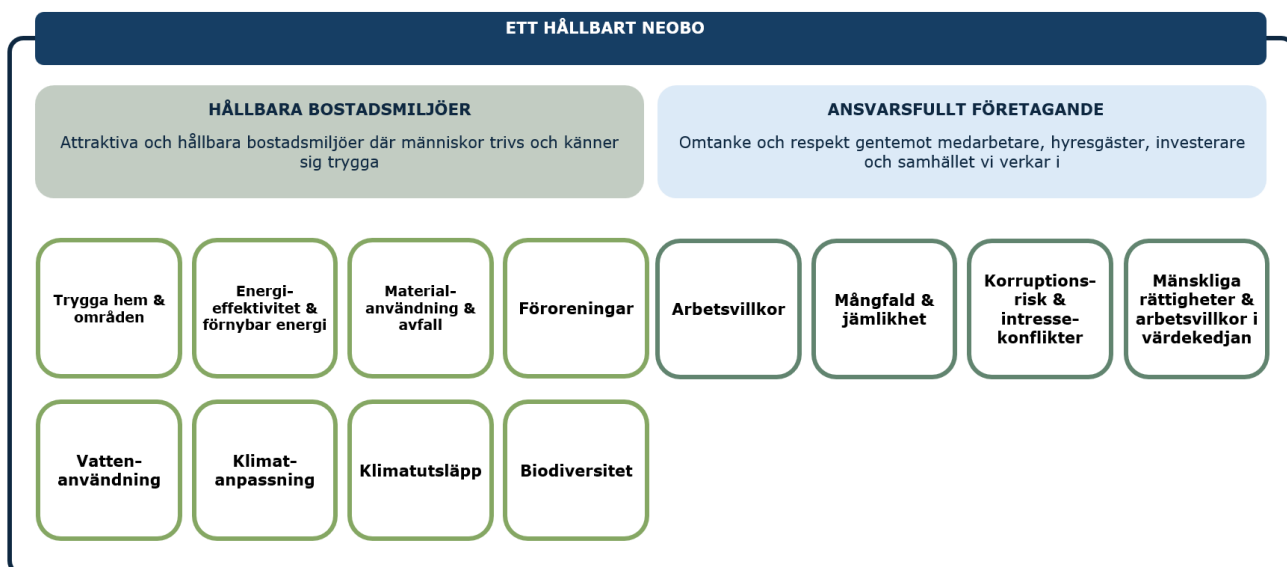 ETT HÅLLBART NEOBO
HÅLLBARA BOSTADSMILJÖER
Attraktiva och hållbara bostadsmiljöer där människor trivs och känner
sig trygga
ANSVARSFULLT FÖRETAGANDE
Omtanke och respekt gentemot medarbetare, hyresgäster, investerare
och samhället vi verkar i
Trygga hem &
områden
Energi-
effektivitet &
förnybar energi
Material-
användning &
avfall
Föroreningar
Arbetsvillkor
Mångfald &
jämlikhet
Korruptions-
risk &
intresse-
konflikter
Mänskliga
rättigheter &
arbetsvillkor i
värdekedjan
Vatten-
användning
Klimat-
anpassning
Klimatutsläpp
Biodiversitet